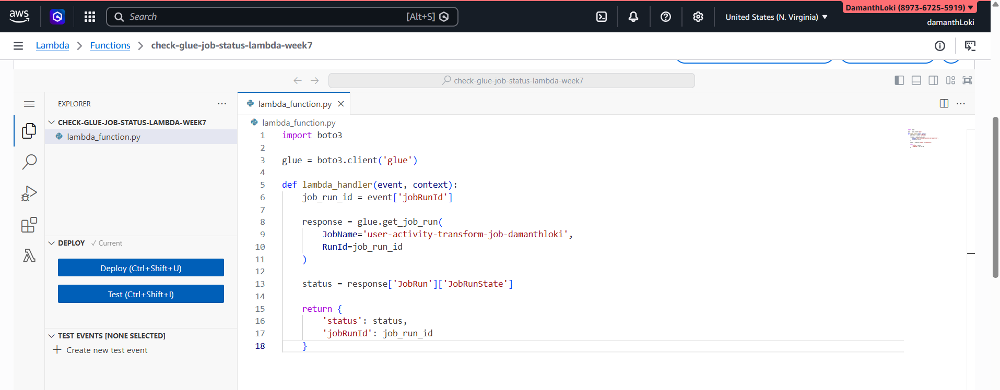 aws
Search
[Alt+S]
United States (N. Virginia)
DamanthLoki (8973-6725-5919)
damanthLoki
Lambda
Functions
check-glue-job-status-lambda-week7
check-glue-job-status-lambda-week7
EXPLORER
CHECK-GLUE-JOB-STATUS-LAMBDA-WEEK7
lambda_function.py
DEPLOY
Current
Deploy (Ctrl+Shift+U)
Test (Ctrl+Shift+I)
TEST EVENTS [NONE SELECTED]
Create new test event
lambda_function.py
lambda_function.py
1 import boto3
2
3 glue = boto3.client('glue')
4
5 def lambda_handler(event, context):
6     job_run_id = event['jobRunId']
7
8     response = glue.get_job_run(
9         JobName='user-activity-transform-job-damanthloki',
10         RunId=job_run_id
11     )
12
13     status = response['JobRun']['JobRunState']
14
15     return {
16         'status': status,
17         'jobRunId': job_run_id
18     }